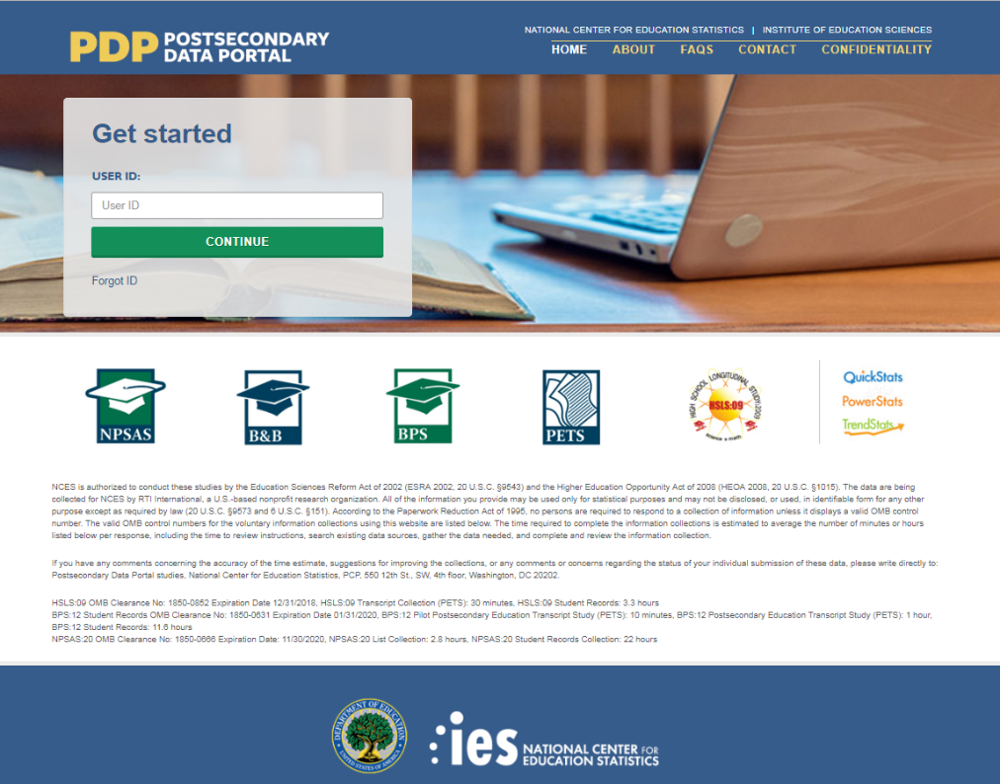 PDP POSTSECONDARY DATA PORTAL
NATIONAL CENTER FOR EDUCATION STATISTICS | INSTITUTE OF EDUCATION SCIENCES
HOME ABOUT FAQS CONTACT CONFIDENTIALITY
Get started
USER ID:
User ID
CONTINUE
Forgot ID
NPSAS
B&B
BPS
PETS
HIGH SCHOOL LONGITUDINAL STUDY:2009
HSLS:09
science & math
QuickStats
PowerStats
TrendStats
NCES is authorized to conduct these studies by the Education Sciences Reform Act of 2002 (ESRA 2002, 20 U.S.C. §9543) and the Higher Education Opportunity Act of 2008 (HEOA 2008, 20 U.S.C. §1015). The data are being
collected for NCES by RTI International, a U.S.-based nonprofit research organization. All of the information you provide may be used only for statistical purposes and may not be disclosed, or used, in identifiable form for any other
purpose except as required by law (20 U.S.C. §9573 and 6 U.S.C. §151). According to the Paperwork Reduction Act of 1995, no persons are required to respond to a collection of information unless it displays a valid OMB control
number. The valid OMB control numbers for the voluntary information collections using this website are listed below. The time required to complete the information collections is estimated to average the number of minutes or hours
listed below per response, including the time to review instructions, search existing data sources, gather the data needed, and complete and review the information collection.
If you have any comments concerning the accuracy of the time estimate, suggestions for improving the collections, or any comments or concerns regarding the status of your individual submission of these data, please write directly to:
Postsecondary Data Portal studies, National Center for Education Statistics, PCP, 550 12th St., SW, 4th floor, Washington, DC 20202.
HSLS:09 OMB Clearance No: 1850-0852 Expiration Date 12/31/2018, HSLS:09 Transcript Collection (PETS): 30 minutes, HSLS:09 Student Records: 3.3 hours
BPS:12 Student Records OMB Clearance No: 1850-0631 Expiration Date 01/31/2020, BPS:12 Pilot Postsecondary Education Transcript Study (PETS): 10 minutes, BPS:12 Postsecondary Education Transcript Study (PETS): 1 hour,
BPS:12 Student Records: 11.6 hours
NPSAS:20 OMB Clearance No: 1850-0666 Expiration Date: 11/30/2020, NPSAS:20 List Collection: 2.8 hours, NPSAS:20 Student Records Collection: 22 hours
DEPARTMENT OF EDUCATION
UNITED STATES OF AMERICA
ies NATIONAL CENTER FOR
EDUCATION STATISTICS